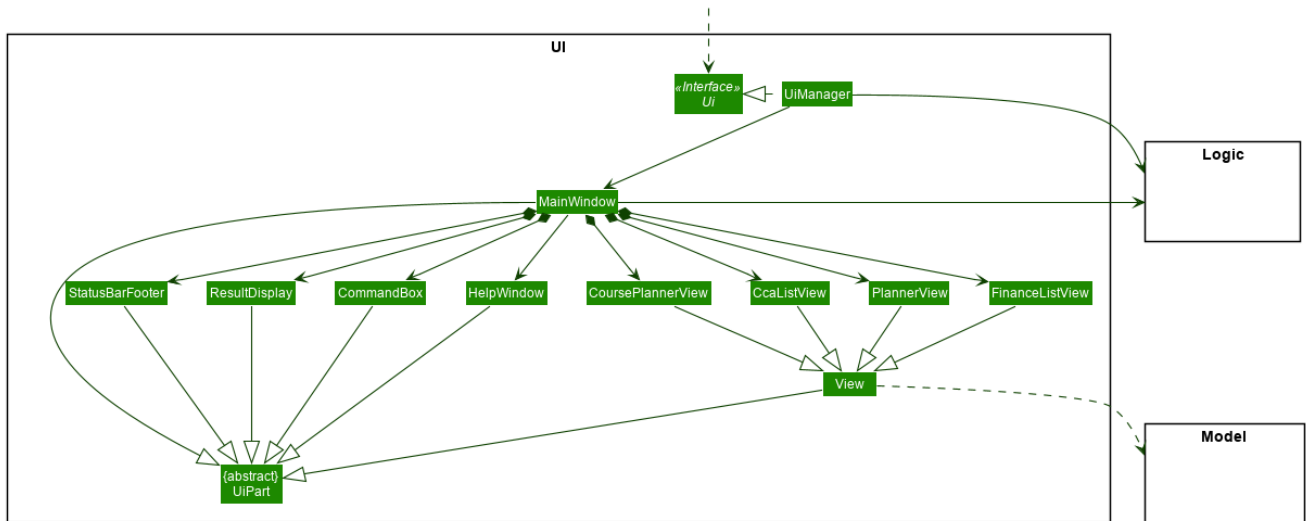 UI
«Interface»
Ui
UiManager
Logic
MainWindow
StatusBarFooter
ResultDisplay
CommandBox
HelpWindow
CoursePlannerView
CcaListView
PlannerView
FinanceListView
View
Model
{abstract}
UiPart